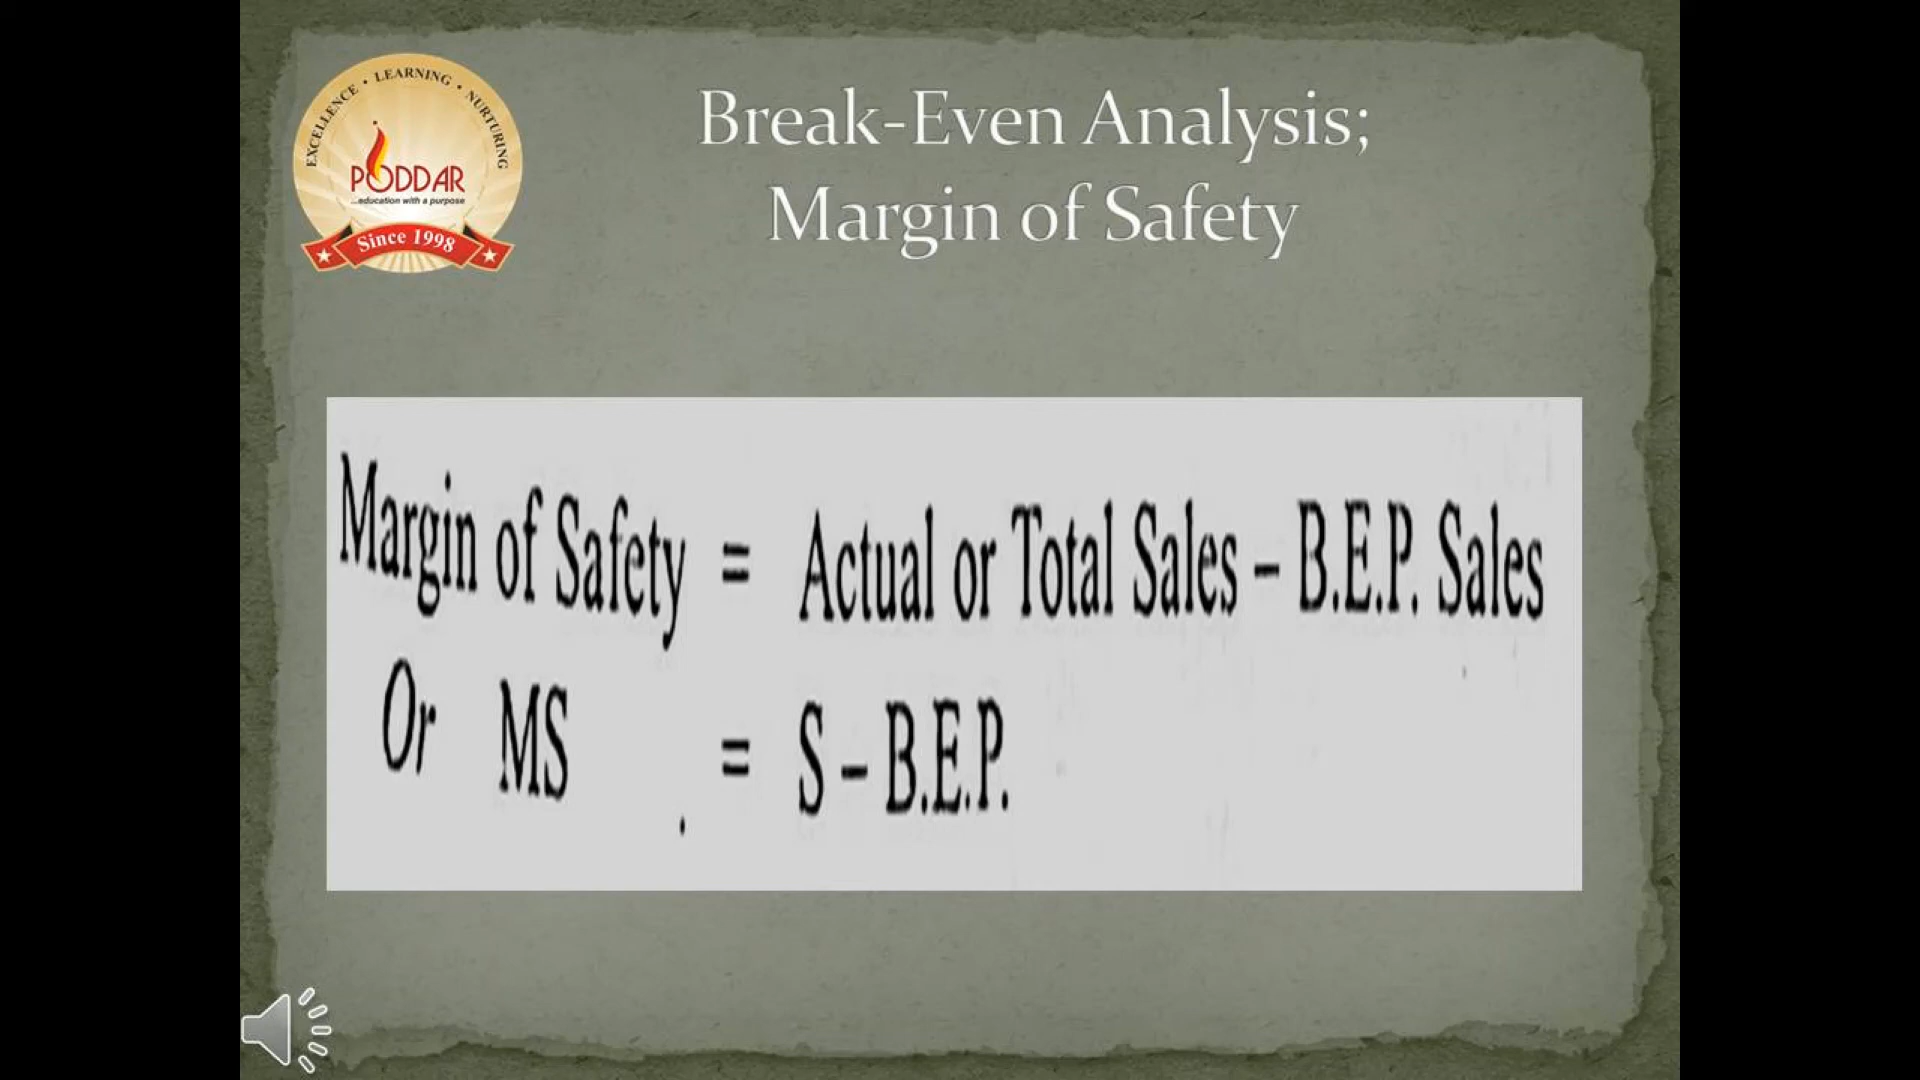 EXCELLENCE • LEARNING • NURTURING
PODDAR
...education with a purpose
Since 1998
Break-Even Analysis;
Margin of Safety
Margin of Safety = Actual or Total Sales – B.E.P. Sales
Or MS = S – B.E.P.